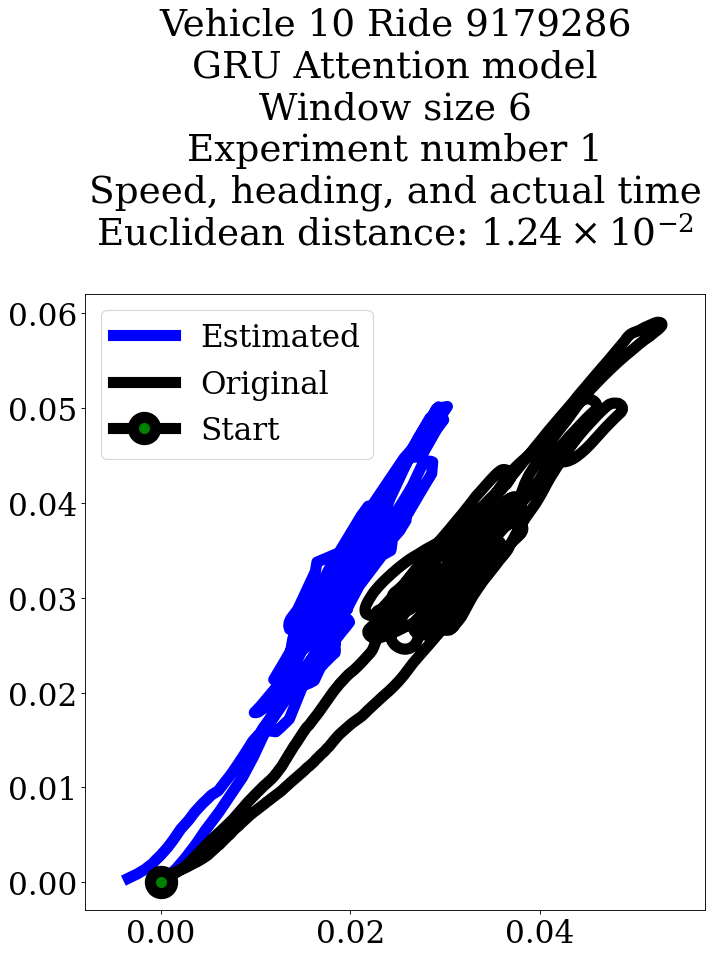 Vehicle 10 Ride 9179286
GRU Attention model
Window size 6
Experiment number 1
Speed, heading, and actual time
Euclidean distance: 1.24 × 10⁻²
Estimated
Original
Start
0.06
0.05
0.04
0.03
0.02
0.01
0.00
0.00 0.02 0.04